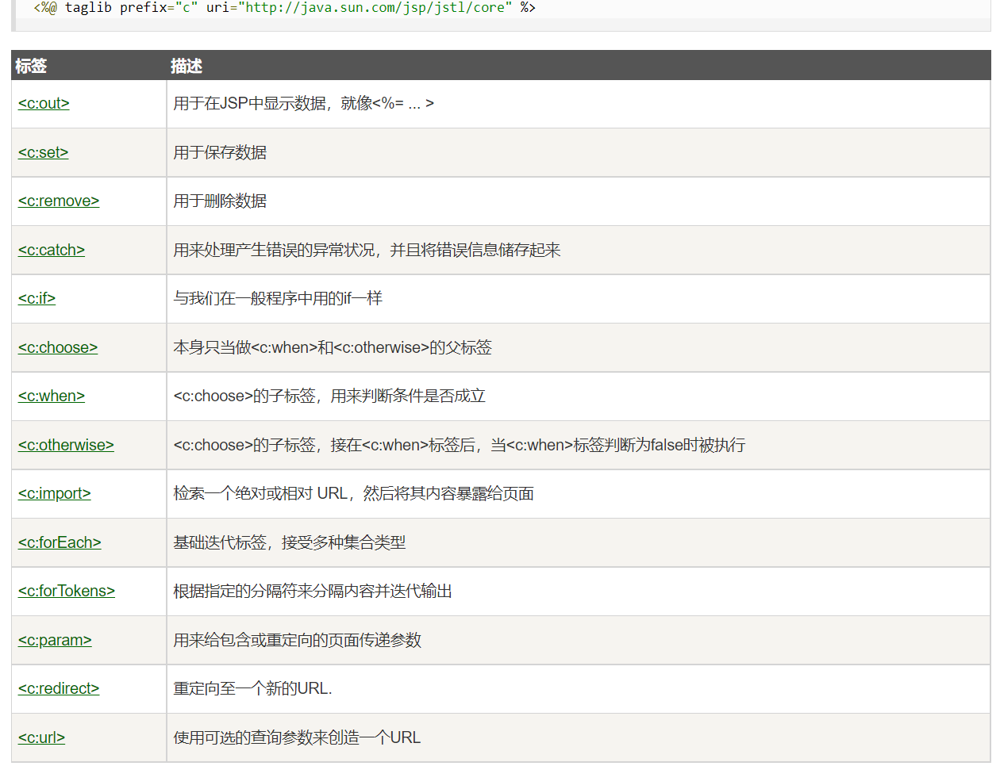 <%@ taglib prefix="c" uri="http://java.sun.com/jsp/jstl/core" %>
标签 描述
<c:out> 用于在JSP中显示数据，就像<%= ... >
<c:set> 用于保存数据
<c:remove> 用于删除数据
<c:catch> 用来处理产生错误的异常状况，并且将错误信息储存起来
<c:if> 与我们在一般程序中用的if一样
<c:choose> 本身只当做<c:when>和<c:otherwise>的父标签
<c:when> <c:choose>的子标签，用来判断条件是否成立
<c:otherwise> <c:choose>的子标签，接在<c:when>标签后，当<c:when>标签判断为false时被执行
<c:import> 检索一个绝对或相对 URL，然后将其内容暴露给页面
<c:forEach> 基础迭代标签，接受多种集合类型
<c:forTokens> 根据指定的分隔符来分隔内容并迭代输出
<c:param> 用来给包含或重定向的页面传递参数
<c:redirect> 重定向至一个新的URL.
<c:url> 使用可选的查询参数来创造一个URL